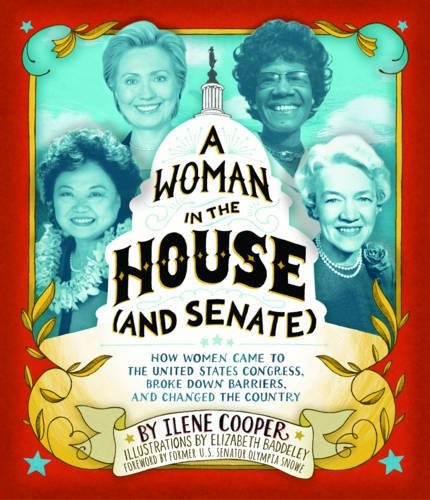 A
WOMAN
IN THE
HOUSE
(AND SENATE)
HOW WOMEN CAME TO
THE UNITED STATES CONGRESS,
BROKE DOWN BARRIERS,
AND CHANGED THE COUNTRY
BY ILENE COOPER
ILLUSTRATIONS BY ELIZABETH BADDELEY
FOREWORD BY FORMER U.S. SENATOR OLYMPIA SNOWE